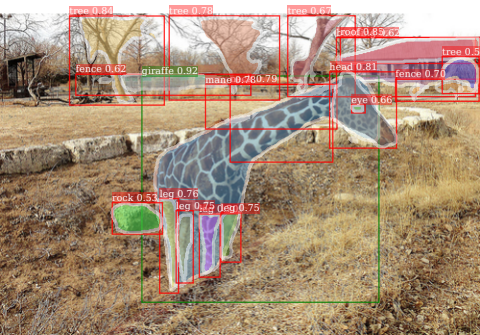 tree 0.84
tree 0.78
tree 0.67
roof 0.85
.62
tree 0.5
fence 0.62
giraffe 0.92
mane 0.78
0.79
head 0.81
fence 0.70
eye 0.66
rock 0.53
leg 0.76
leg 0.75
leg 0.75